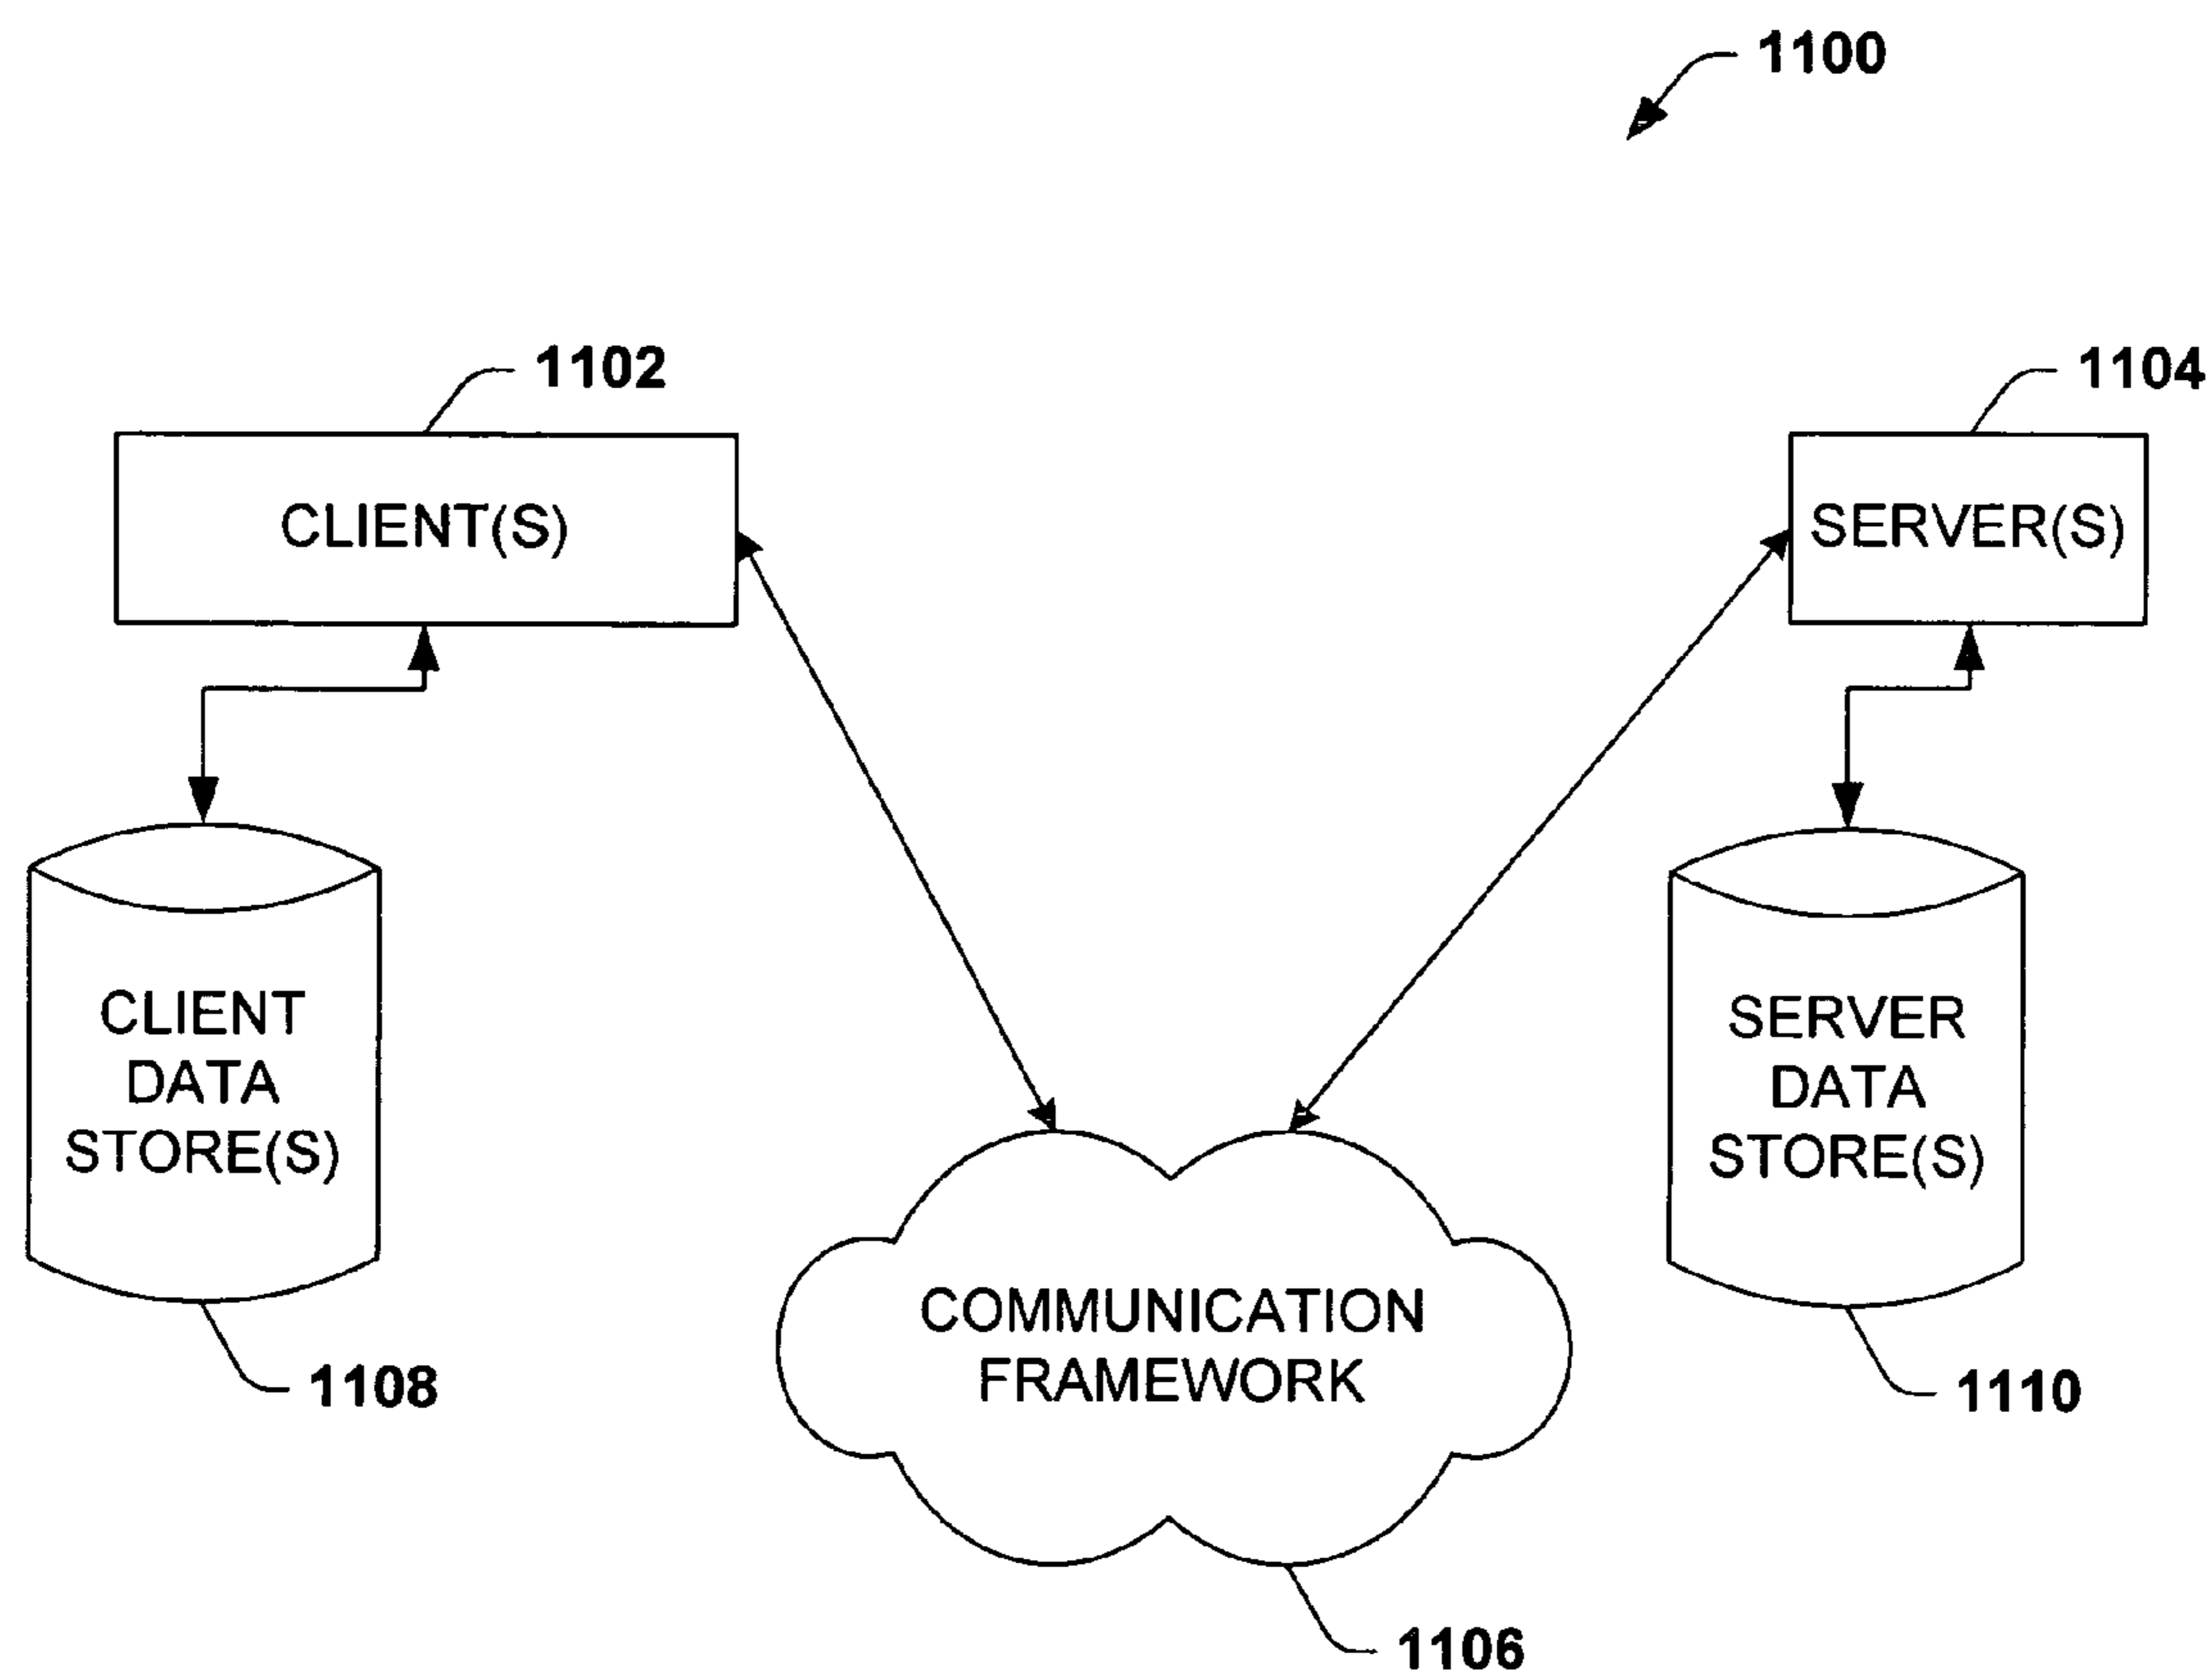 1100
1102
1104
CLIENT(S)
SERVER(S)
CLIENT
DATA
STORE(S)
SERVER
DATA
STORE(S)
COMMUNICATION
FRAMEWORK
1108
1110
1106